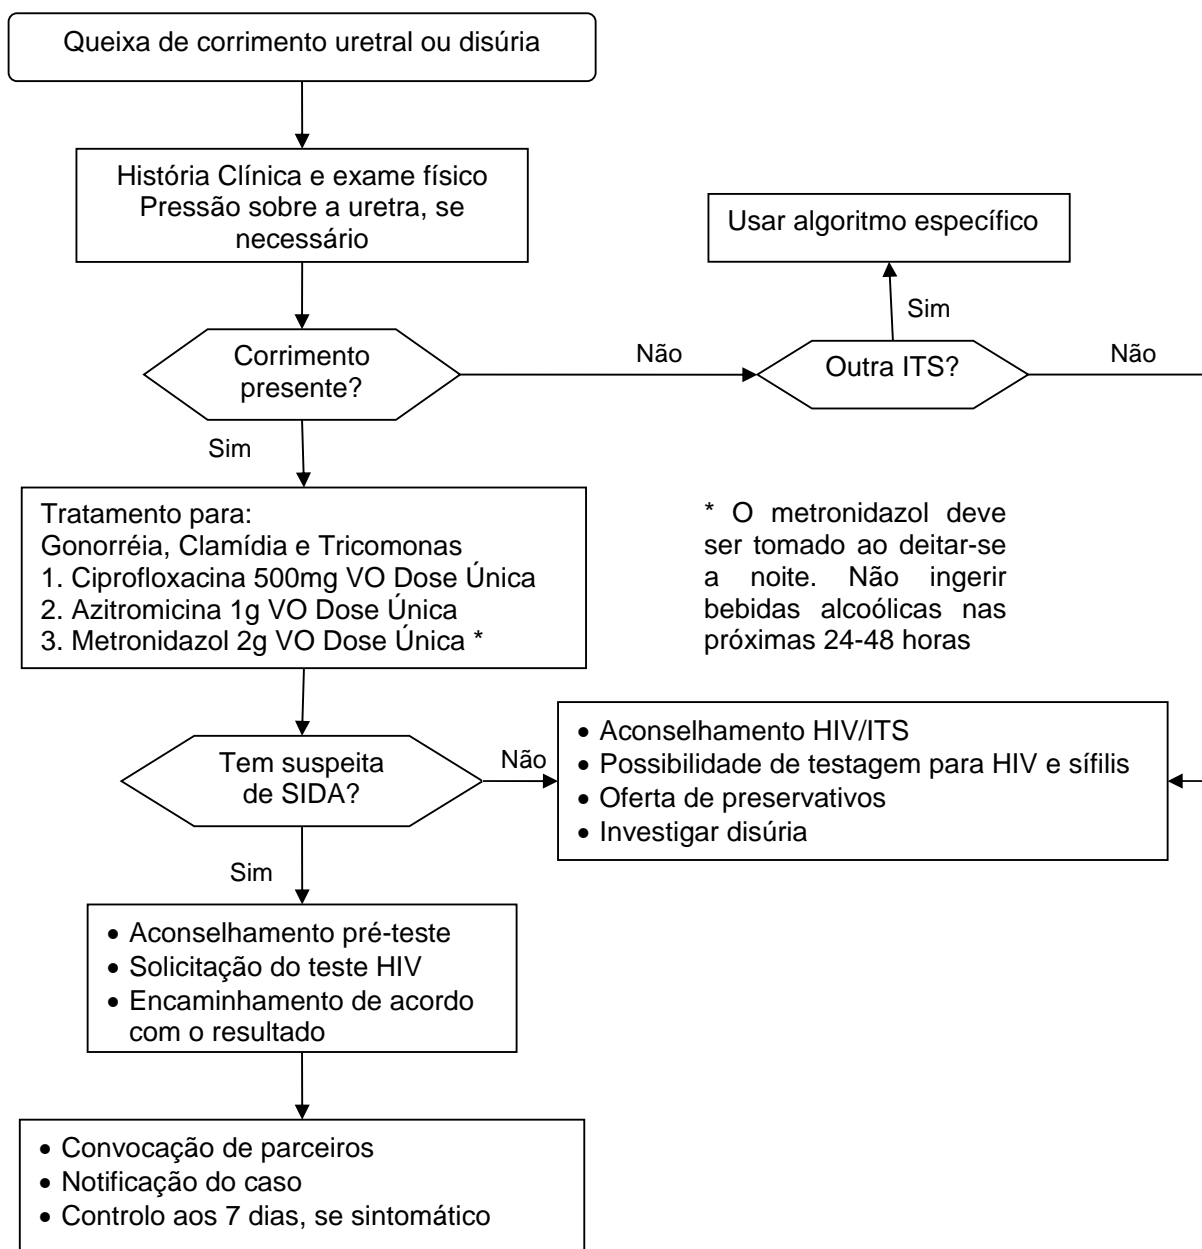 Queixa de corrimento uretral ou disúria
História Clínica e exame físico
Pressão sobre a uretra, se
necessário
Usar algoritmo específico
Sim
Corrimento
presente?
Não
Outra ITS?
Não
Sim
Tratamento para:
Gonorréia, Clamídia e Tricomonas
1. Ciprofloxacina 500mg VO Dose Única
2. Azitromicina 1g VO Dose Única
3. Metronidazol 2g VO Dose Única *
* O metronidazol deve
ser tomado ao deitar-se
a noite. Não ingerir
bebidas alcoólicas nas
próximas 24-48 horas
Tem suspeita
de SIDA?
Não
• Aconselhamento HIV/ITS
• Possibilidade de testagem para HIV e sífilis
• Oferta de preservativos
• Investigar disúria
Sim
• Aconselhamento pré-teste
• Solicitação do teste HIV
• Encaminhamento de acordo
com o resultado
• Convocação de parceiros
• Notificação do caso
• Controlo aos 7 dias, se sintomático